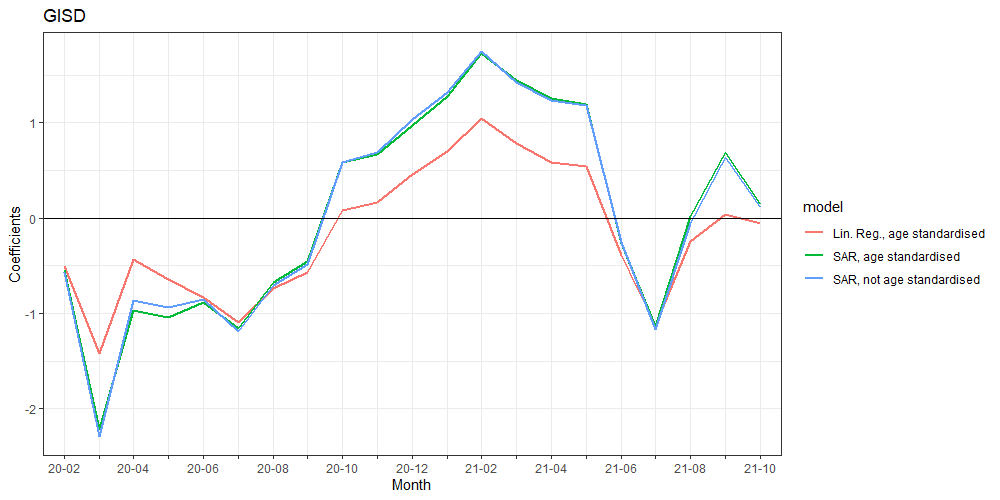 GISD
Coefficients
1
0
-1
-2
20-02 20-04 20-06 20-08 20-10 20-12 21-02 21-04 21-06 21-08 21-10
Month
model
Lin. Reg., age standardised
SAR, age standardised
SAR, not age standardised